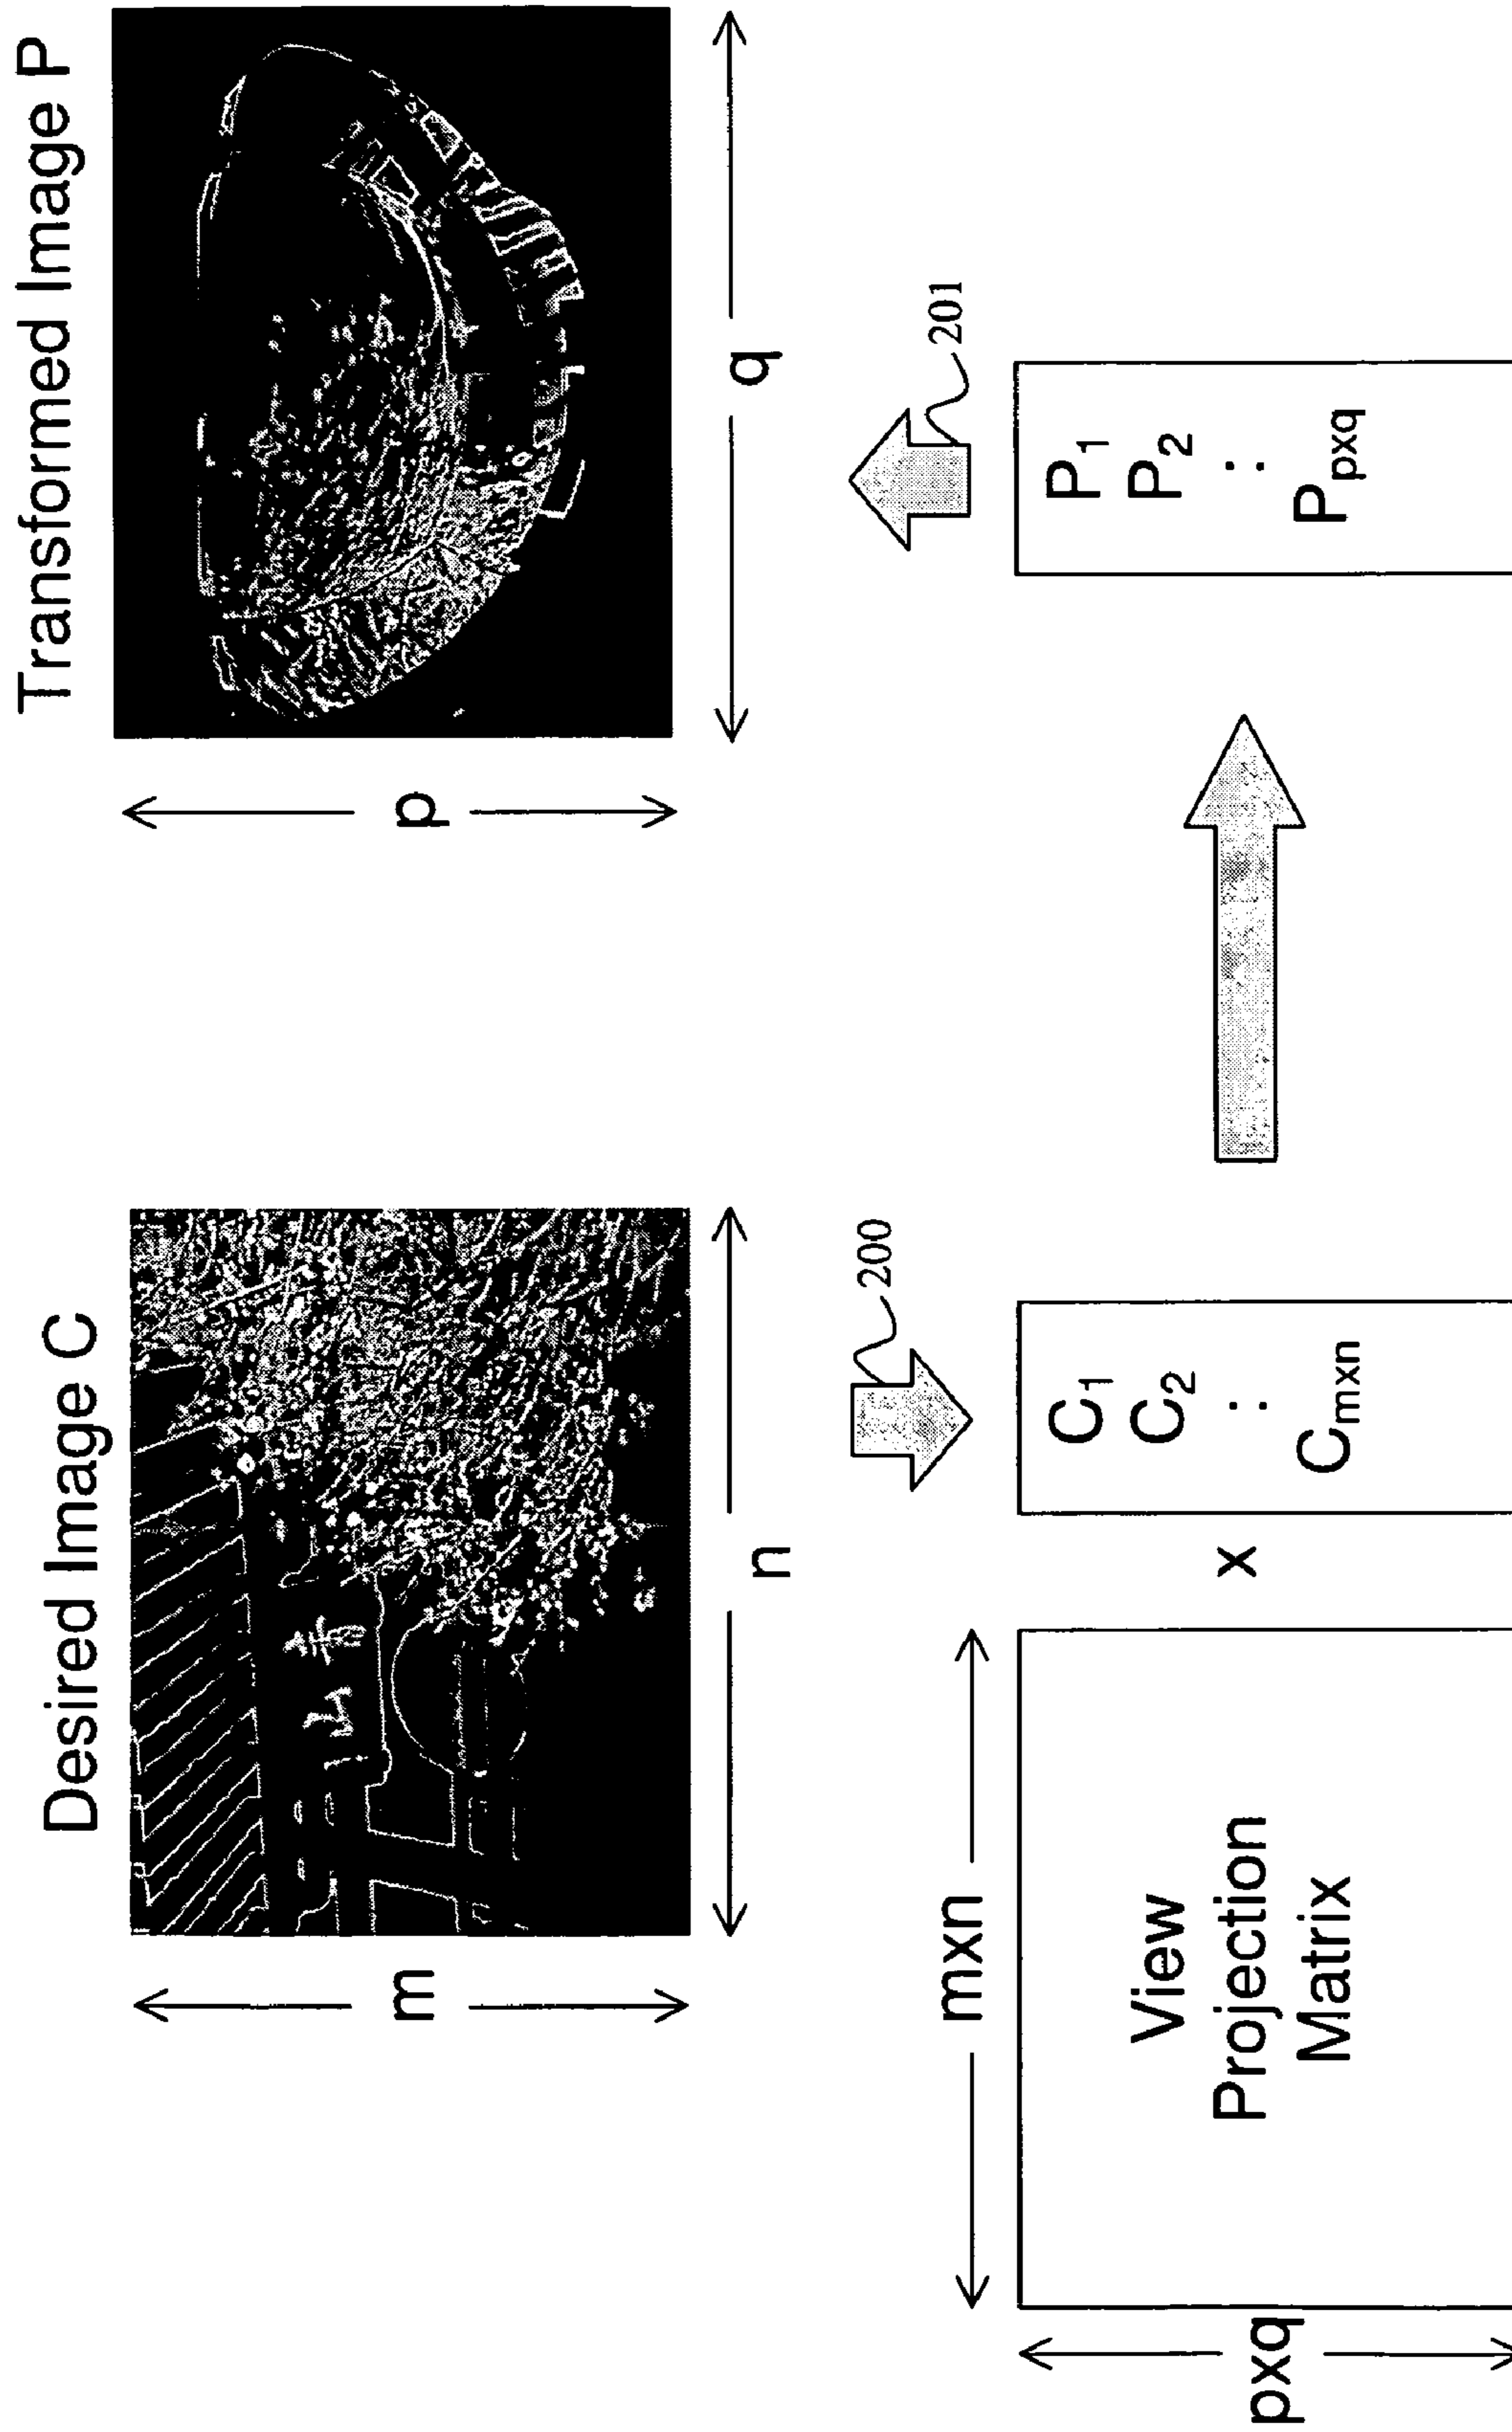 Desired Image C
Transformed Image P
m
n
p
q
200
201
mxn
pxq
View
Projection
Matrix
x
C₁
C₂
:
Cₘₓₙ
P₁
P₂
:
Ppxq